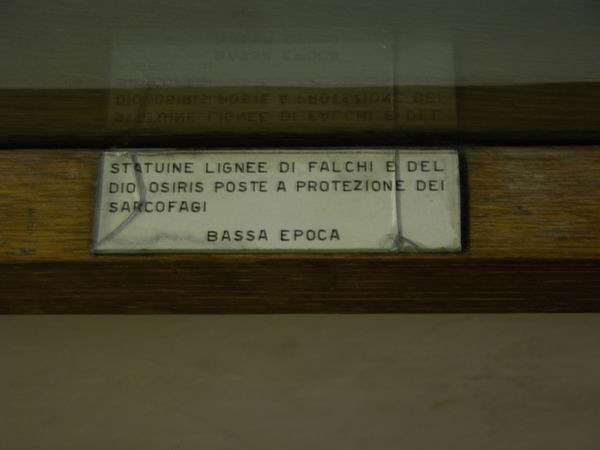 STATUINE LIGNEE DI FALCHI E DEL
DIO OSIRIS POSTE A PROTEZIONE DEI
SARCOFAGI
BASSA EPOCA